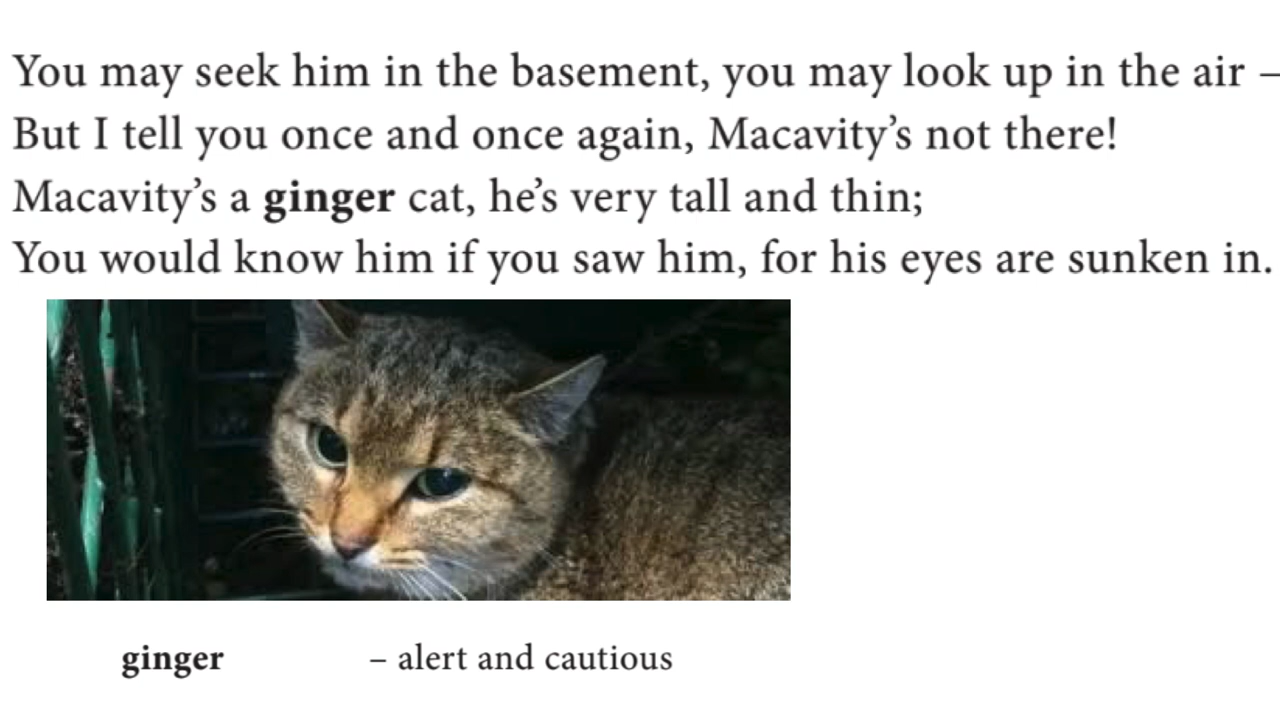 You may seek him in the basement, you may look up in the air –
But I tell you once and once again, Macavity’s not there!
Macavity’s a ginger cat, he’s very tall and thin;
You would know him if you saw him, for his eyes are sunken in.
ginger – alert and cautious